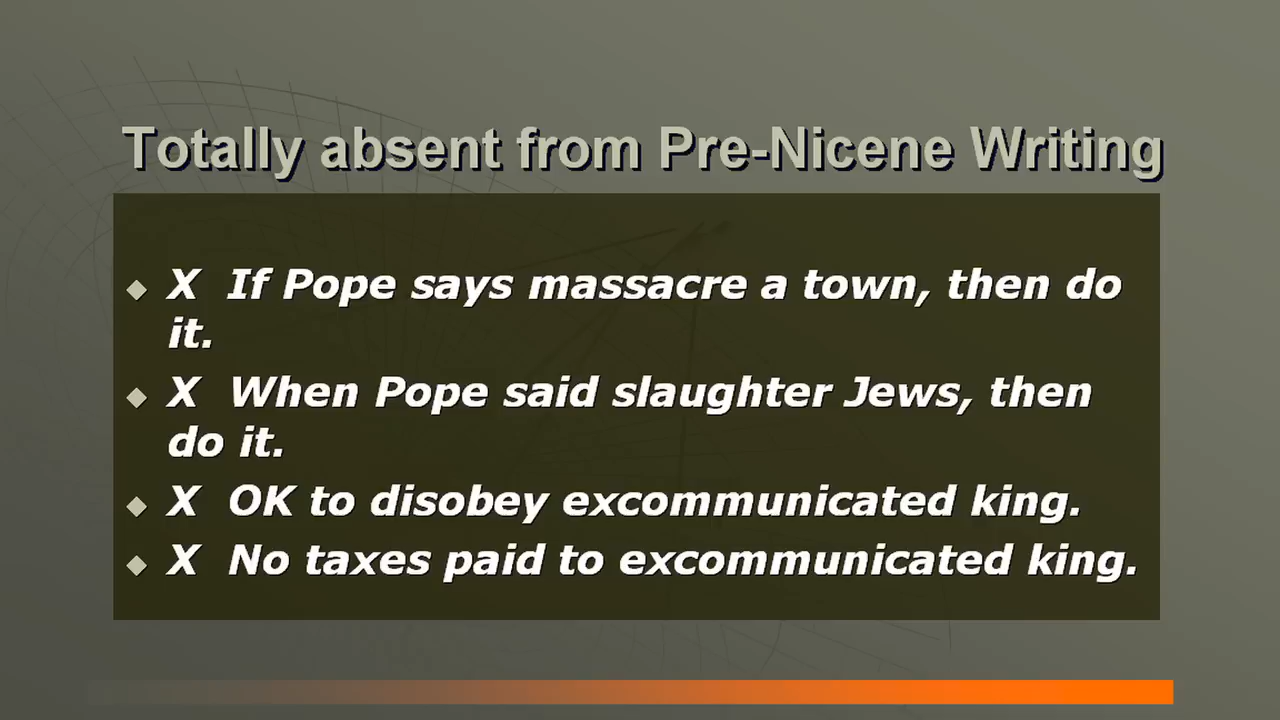 Totally absent from Pre-Nicene Writing
X If Pope says massacre a town, then do
it.
X When Pope said slaughter Jews, then
do it.
X OK to disobey excommunicated king.
X No taxes paid to excommunicated king.